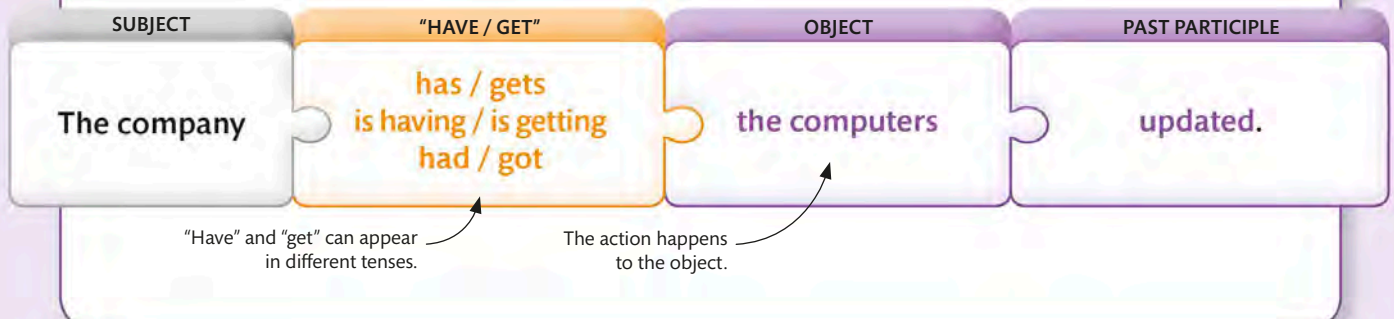 SUBJECT
"HAVE / GET"
OBJECT
PAST PARTICIPLE
The company
has / gets
is having / is getting
had / got
the computers
updated.
"Have" and "get" can appear
in different tenses.
The action happens
to the object.